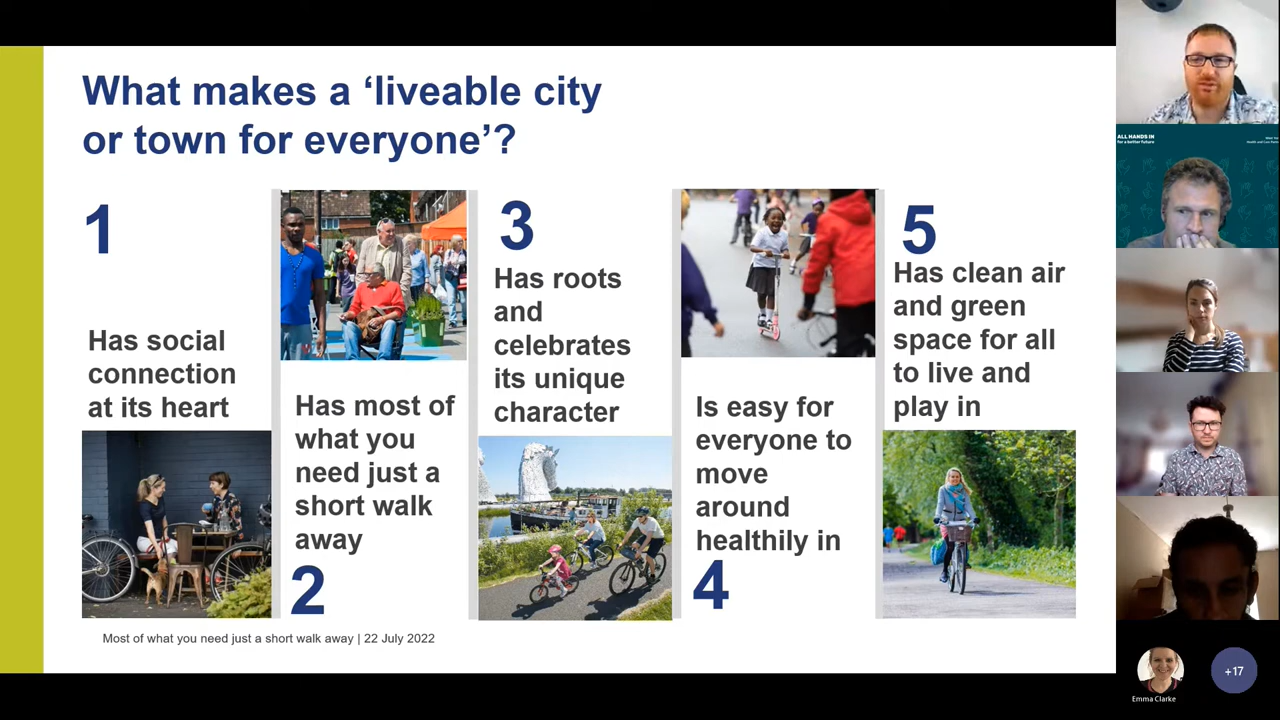 What makes a ‘liveable city
or town for everyone’?
1
Has social
connection
at its heart
Has most of
what you
need just a
short walk
away
2
3
Has roots
and
celebrates
its unique
character
Is easy for
everyone to
move
around
healthily in
4
5
Has clean air
and green
space for all
to live and
play in
Most of what you need just a short walk away | 22 July 2022
ALL HANDS IN
for a better future
Emma Clarke
+17